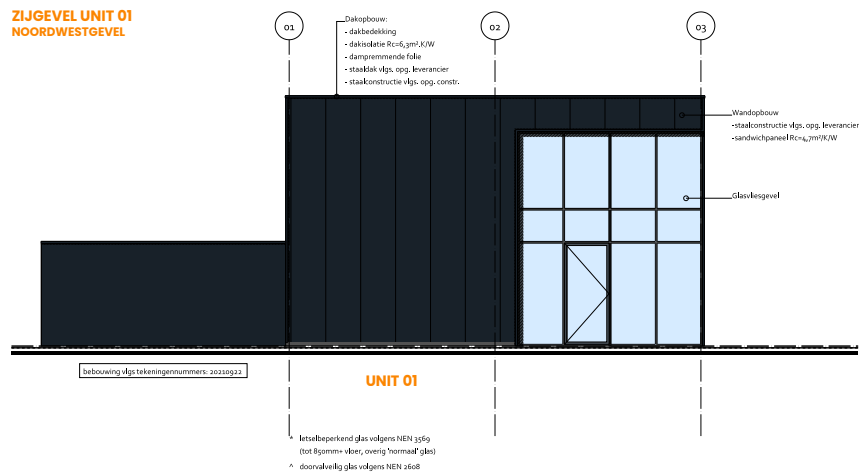 ZIJGEVEL UNIT 01
NOORDWESTGEVEL
01
02
03
Dakopbouw:
- dakbedekking
- dakisolatie Rc=6,3m².K/W
- dampremmende folie
- staaldak vlgs. opg. leverancier
- staalconstructie vlgs. opg. constr.
Wandopbouw
-staalconstructie vlgs. opg. leverancier
-sandwichpaneel Rc=4,7m²/K/W
Glasvliesgevel
bebouwing vlgs tekeningennummers: 20210922
UNIT 01
* letselbeperkend glas volgens NEN 3569
(tot 850mm+ vloer, overig 'normaal' glas)
^ doorvalveilig glas volgens NEN 2608